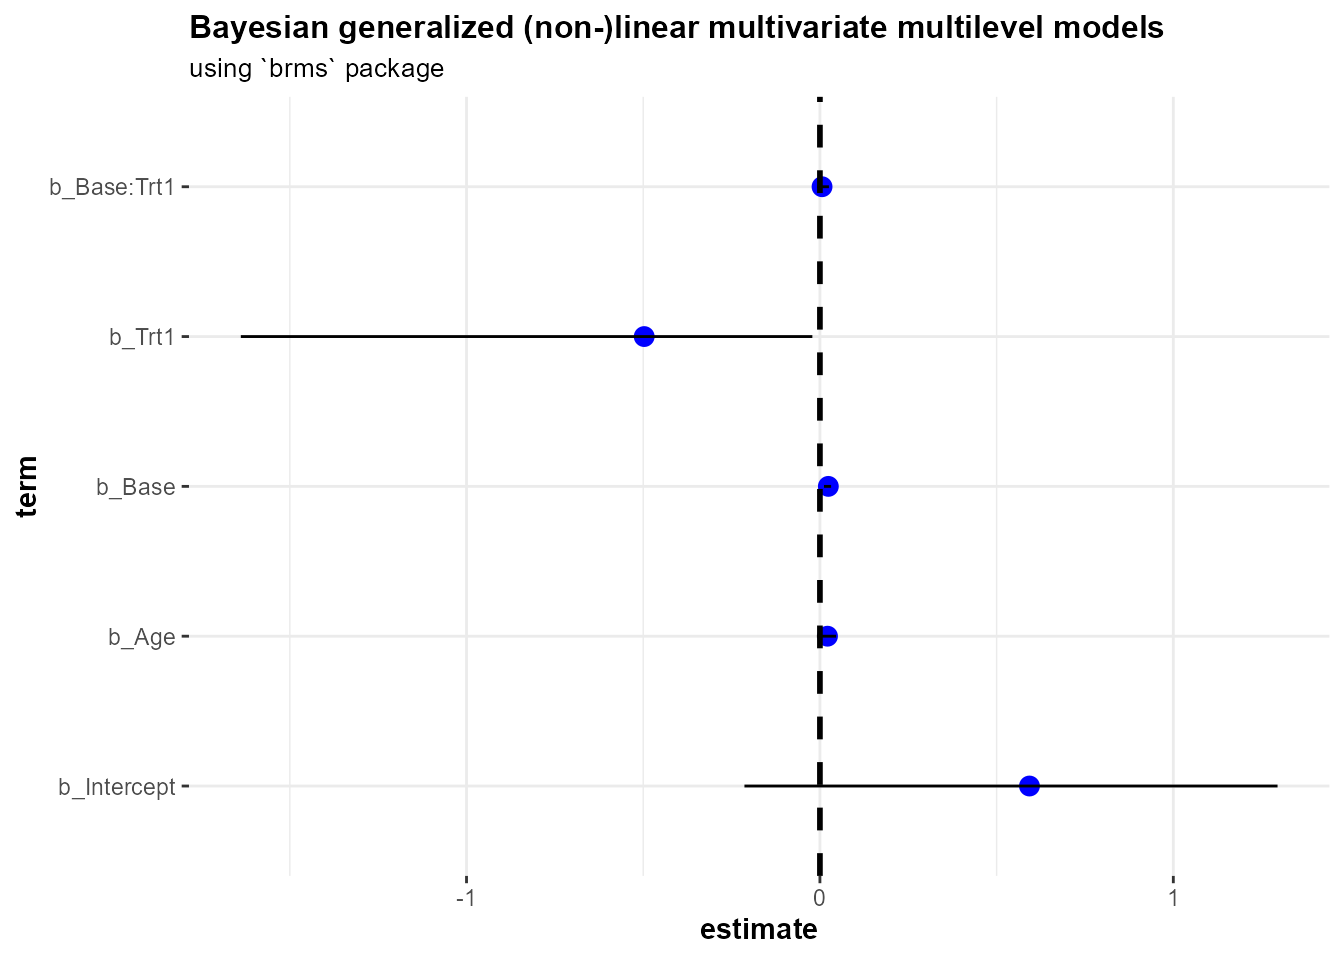 Bayesian generalized (non-)linear multivariate multilevel models
using `brms` package
b_Base:Trt1
b_Trt1
b_Base
b_Age
b_Intercept
term
-1
0
1
estimate